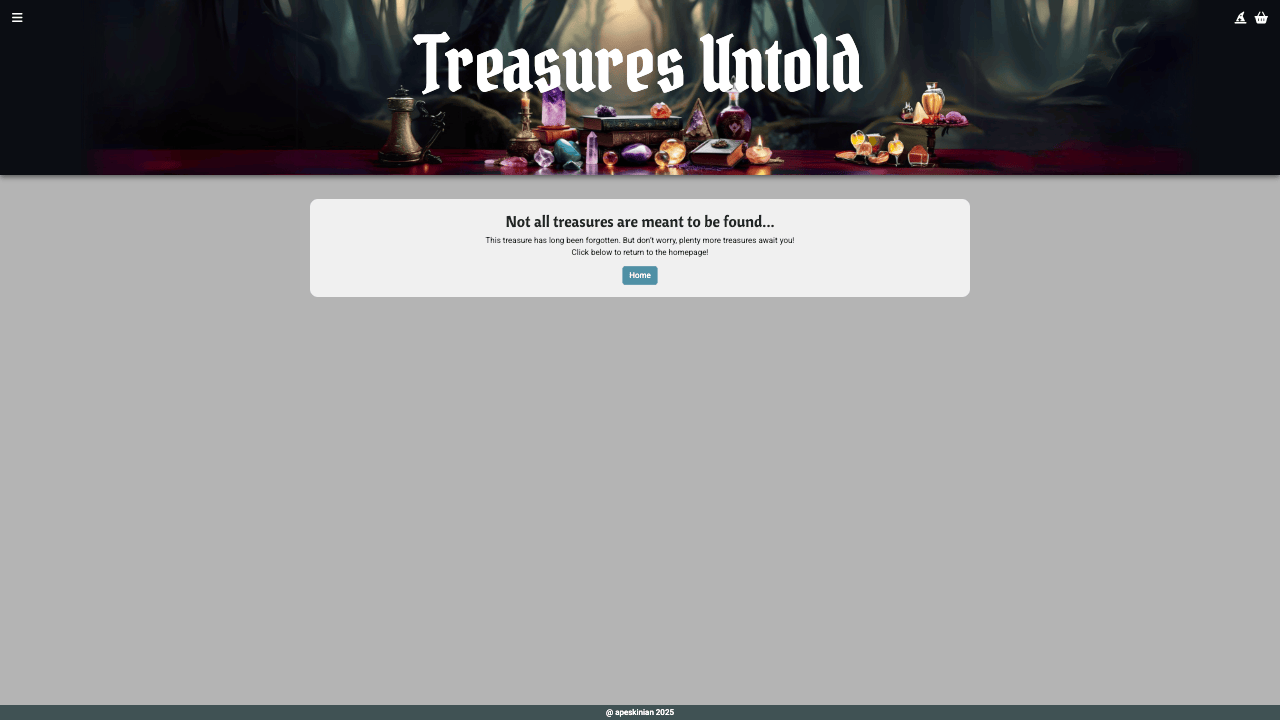 Treasures Untold
Not all treasures are meant to be found...
This treasure has long been forgotten. But don't worry, plenty more treasures await you!
Click below to return to the homepage!
Home
@ apeskinian 2025